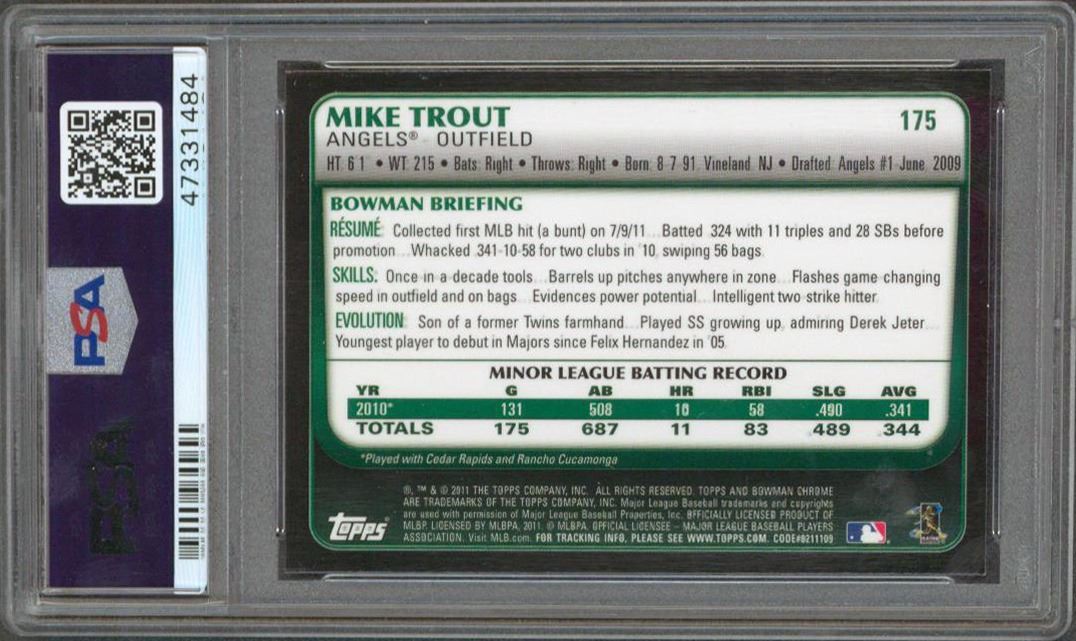 47331484
PSA
PSA
MIKE TROUT
175
ANGELS® OUTFIELD
HT: 6 1 • WT: 215 • Bats: Right • Throws: Right • Born: 8-7-91, Vineland, NJ • Drafted: Angels #1-June, 2009
BOWMAN BRIEFING
RÉSUMÉ: Collected first MLB hit (a bunt) on 7/9/11...Batted .324 with 11 triples and 28 SBs before
promotion...Whacked .341-10-58 for two clubs in '10, swiping 56 bags.
SKILLS: Once-in-a-decade tools...Barrels up pitches anywhere in zone...Flashes game-changing
speed in outfield and on bags...Evidences power potential...Intelligent two-strike hitter.
EVOLUTION: Son of a former Twins farmhand...Played SS growing up, admiring Derek Jeter...
Youngest player to debut in Majors since Felix Hernandez in '05.
MINOR LEAGUE BATTING RECORD
YR G AB HR RBI SLG AVG
2010* 131 508 10 58 .490 .341
TOTALS 175 687 11 83 .489 .344
*Played with Cedar Rapids and Rancho Cucamonga
®, ™ & © 2011 THE TOPPS COMPANY, INC. ALL RIGHTS RESERVED. TOPPS AND BOWMAN CHROME
ARE TRADEMARKS OF THE TOPPS COMPANY, INC. Major League Baseball trademarks and copyrights
are used with permission of Major League Baseball Properties, Inc. OFFICIALLY LICENSED PRODUCT OF
MLBP. LICENSED BY MLBPA, 2011. © MLBPA. OFFICIAL LICENSEE – MAJOR LEAGUE BASEBALL PLAYERS
ASSOCIATION. Visit MLB.com. FOR TRACKING INFO, PLEASE SEE WWW.TOPPS.COM. CODE#8211109
Topps